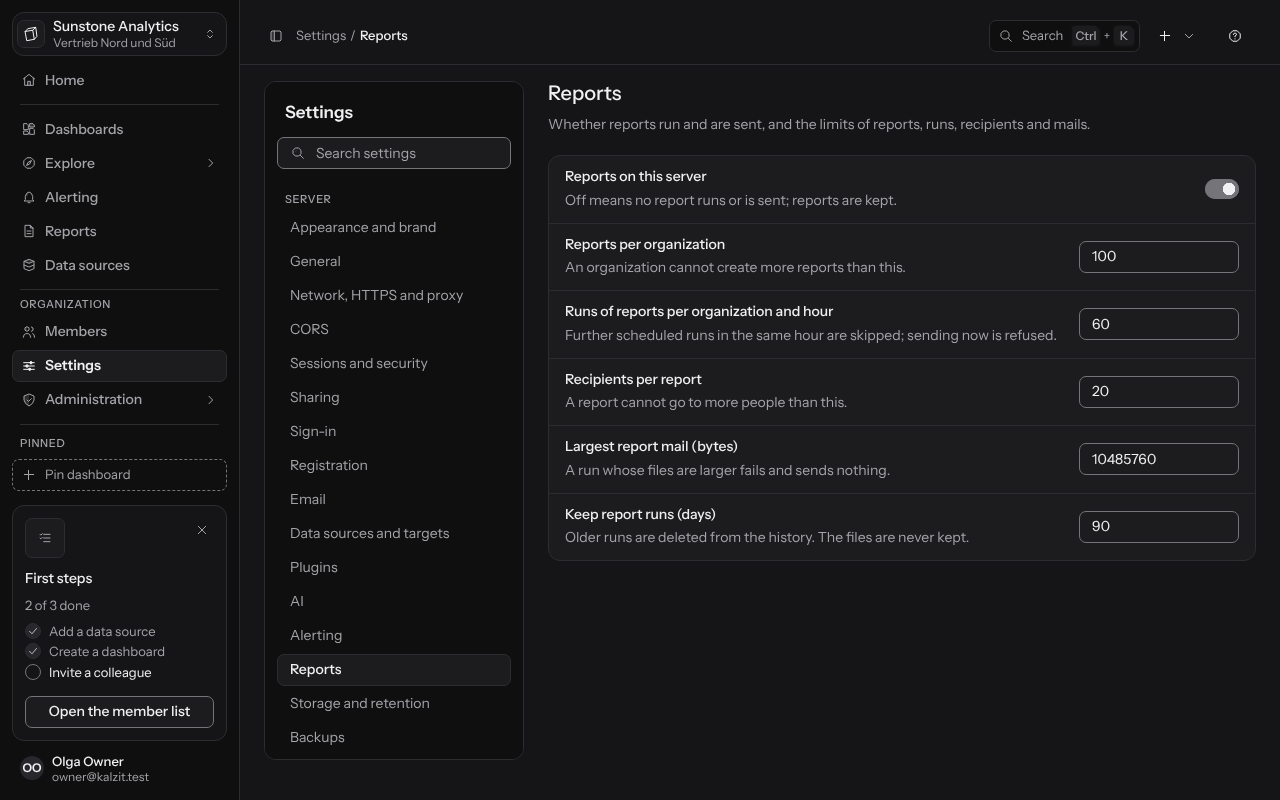 Sunstone Analytics
Vertrieb Nord und Süd
Home
Dashboards
Explore
Alerting
Reports
Data sources
ORGANIZATION
Members
Settings
Administration
PINNED
Pin dashboard
First steps
2 of 3 done
Add a data source
Create a dashboard
Invite a colleague
Open the member list
OO
Olga Owner
owner@kalzit.test
Settings / Reports
Search Ctrl + K
Settings
Search settings
SERVER
Appearance and brand
General
Network, HTTPS and proxy
CORS
Sessions and security
Sharing
Sign-in
Registration
Email
Data sources and targets
Plugins
AI
Alerting
Reports
Storage and retention
Backups
Reports
Whether reports run and are sent, and the limits of reports, runs, recipients and mails.
Reports on this server
Off means no report runs or is sent; reports are kept.
Reports per organization
An organization cannot create more reports than this.
100
Runs of reports per organization and hour
Further scheduled runs in the same hour are skipped; sending now is refused.
60
Recipients per report
A report cannot go to more people than this.
20
Largest report mail (bytes)
A run whose files are larger fails and sends nothing.
10485760
Keep report runs (days)
Older runs are deleted from the history. The files are never kept.
90